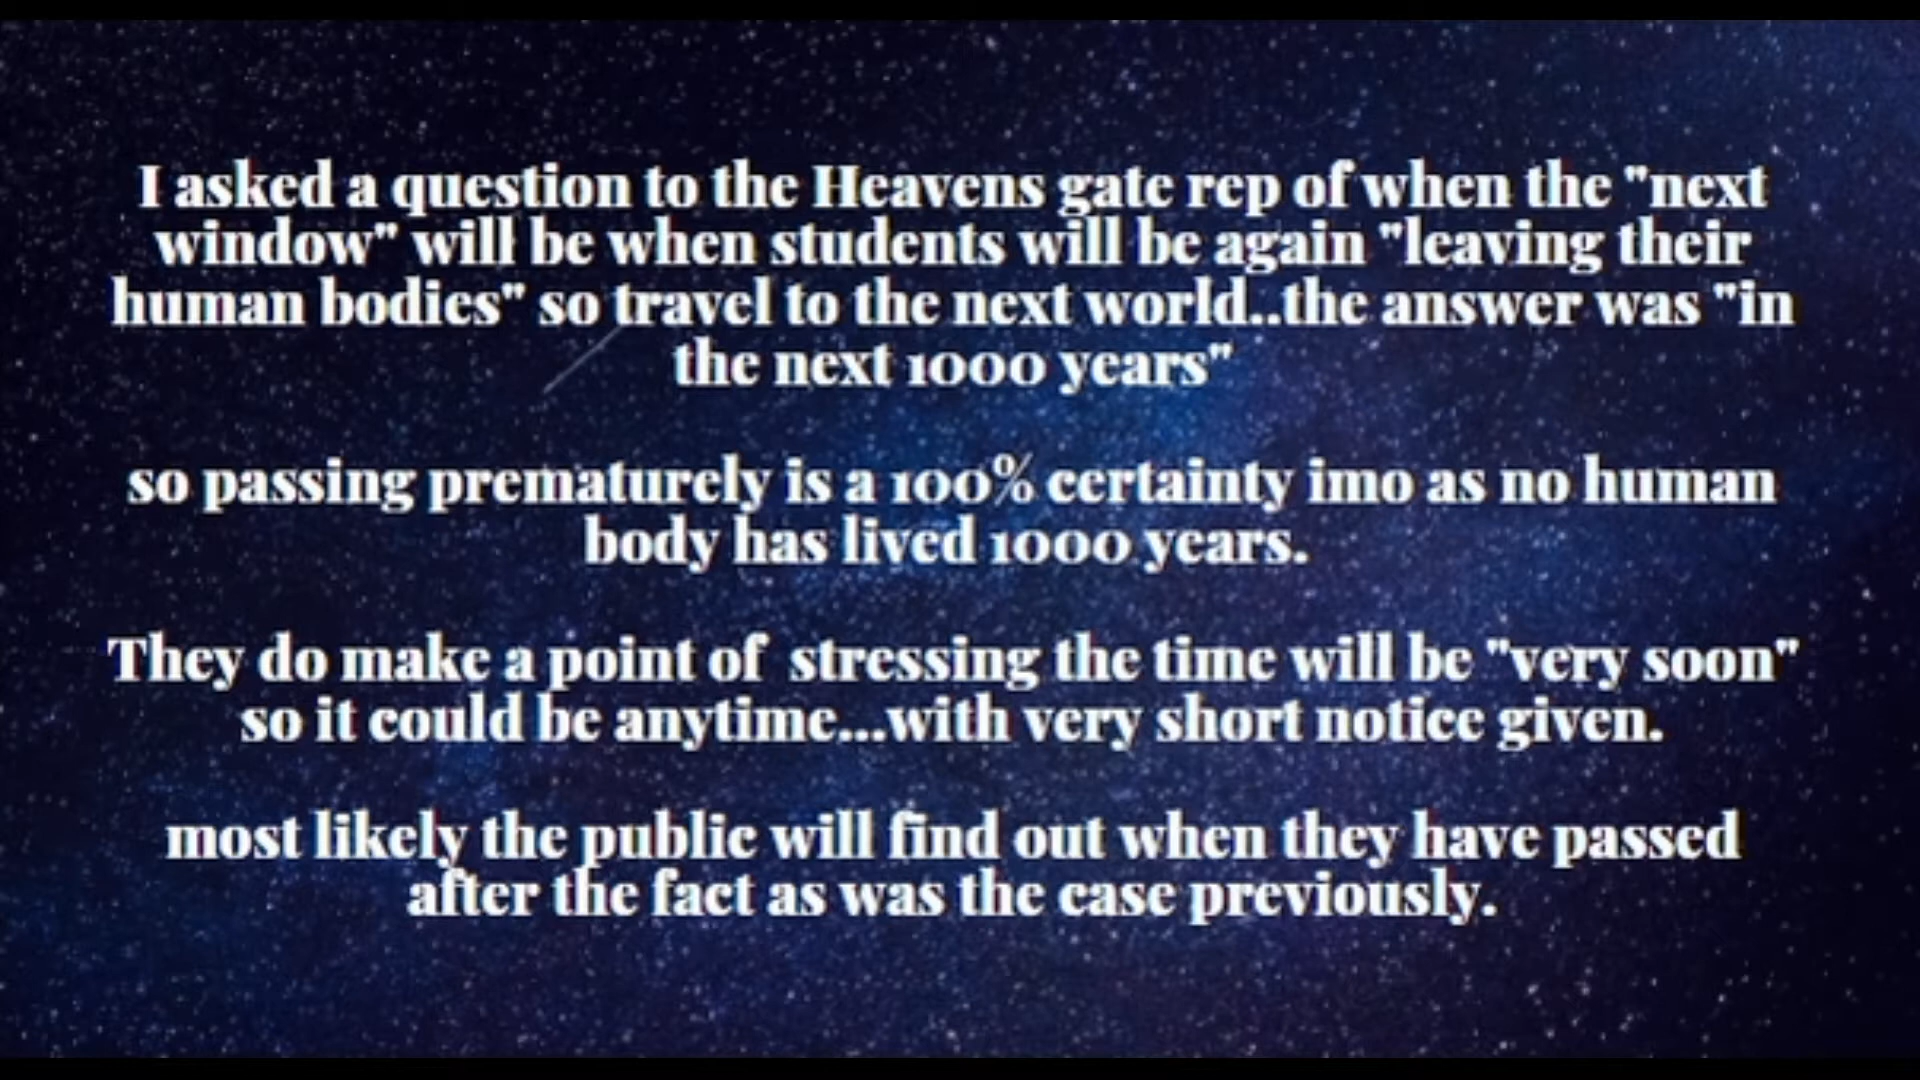 I asked a question to the Heavens gate rep of when the "next
window" will be when students will be again "leaving their
human bodies" so travel to the next world..the answer was "in
the next 1000 years"
so passing prematurely is a 100% certainty imo as no human
body has lived 1000 years.
They do make a point of  stressing the time will be "very soon"
so it could be anytime...with very short notice given.
most likely the public will find out when they have passed
after the fact as was the case previously.